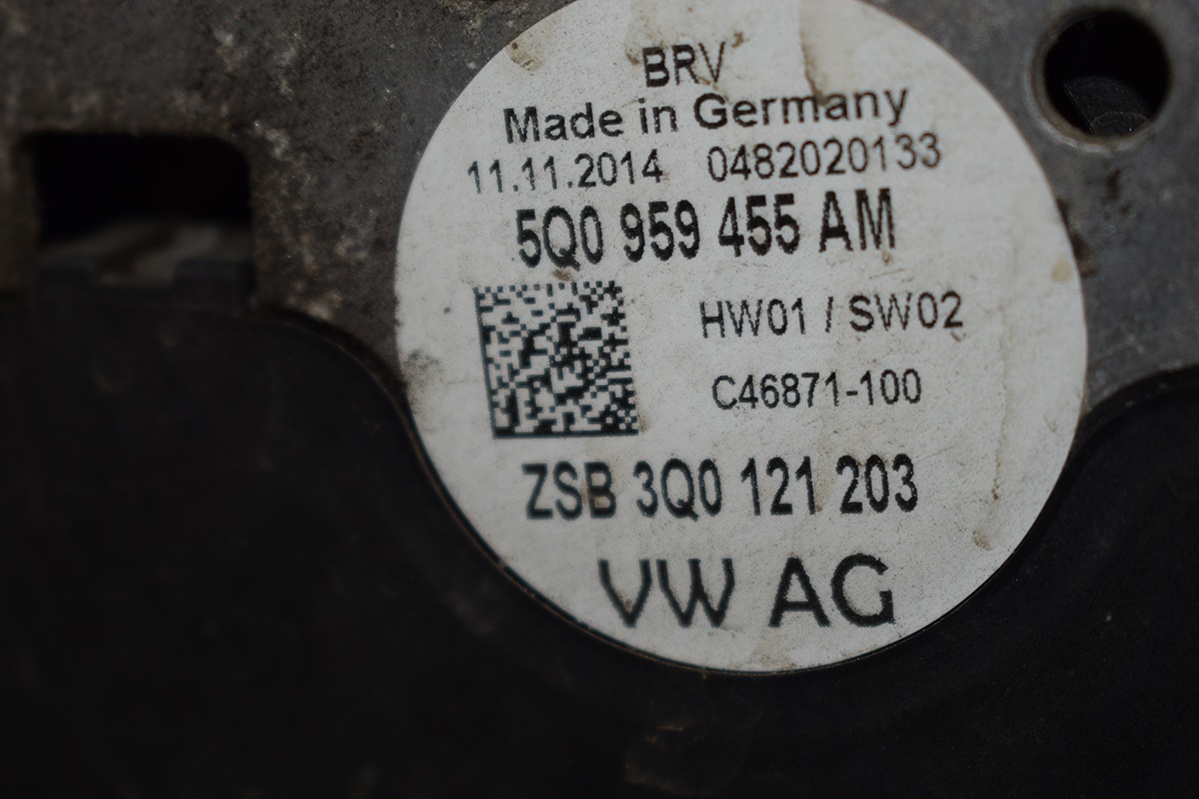 BRV
Made in Germany
11.11.2014 0482020133
5Q0 959 455 AM
HW01 / SW02
C46871-100
ZSB 3Q0 121 203
VW AG